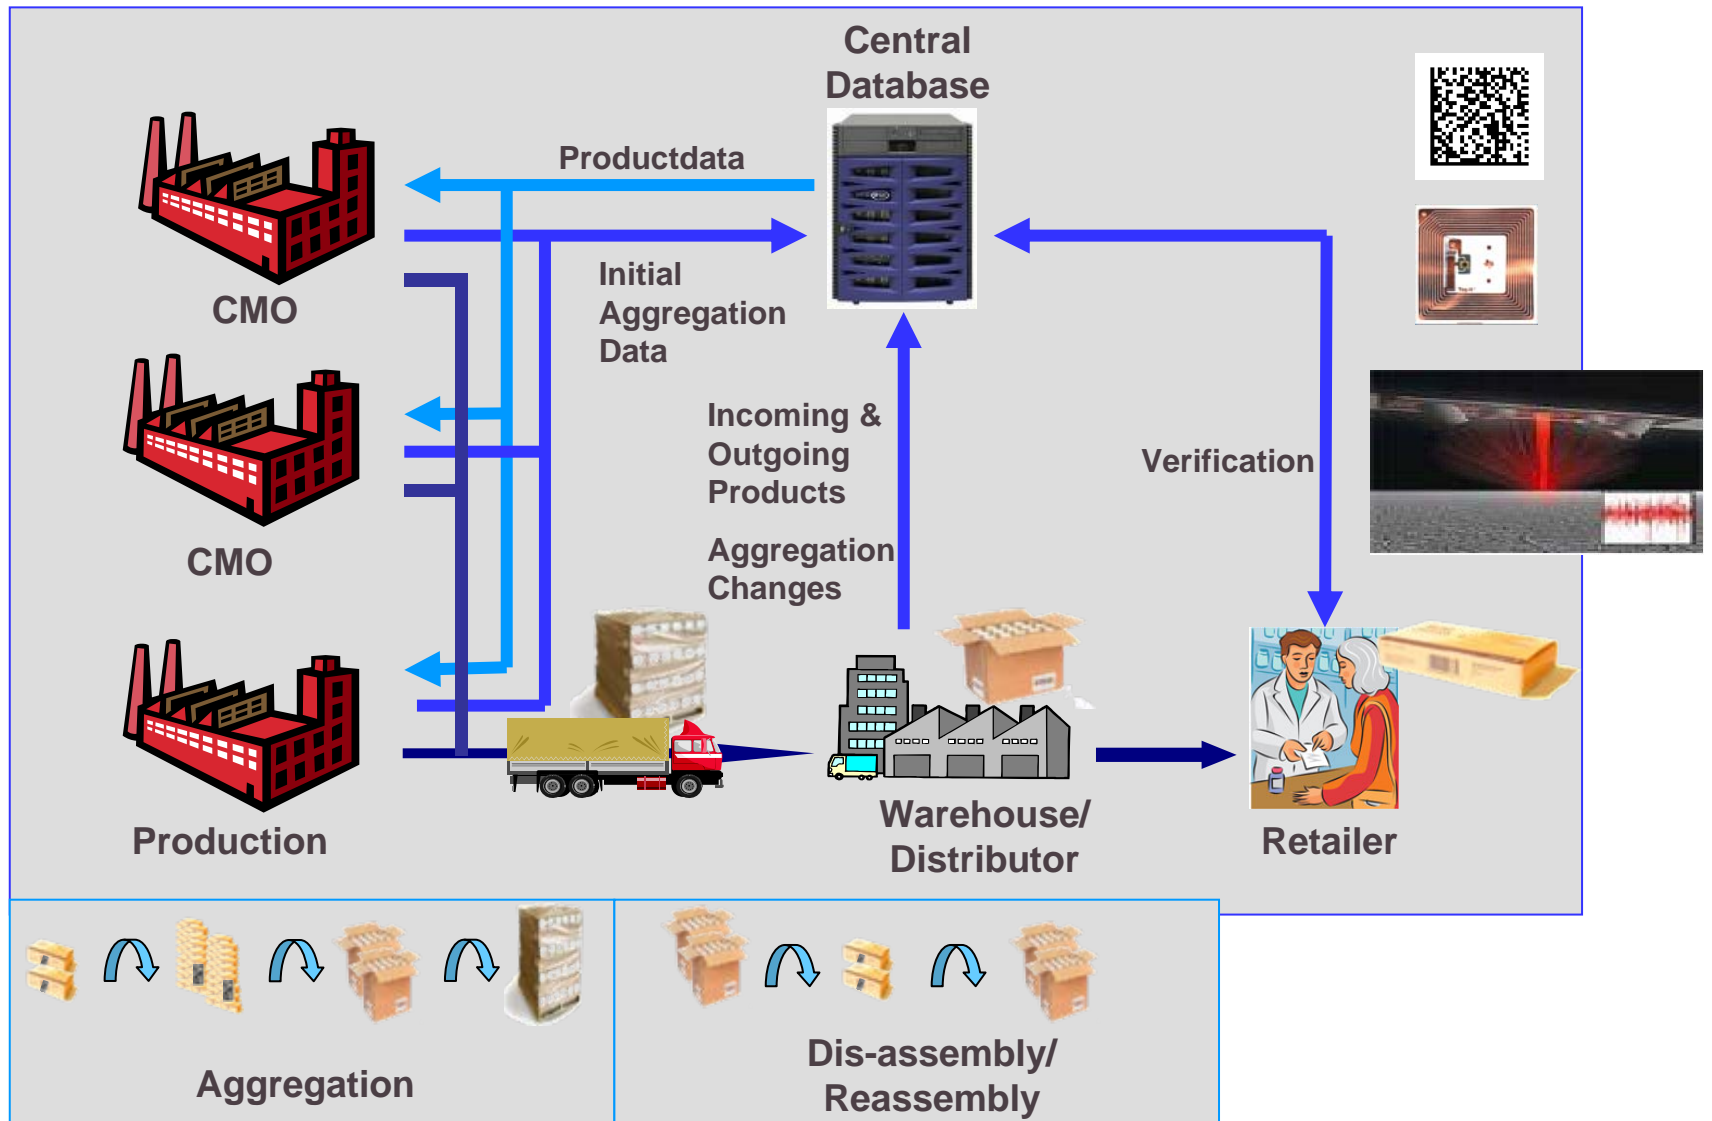 Central
Database
Productdata
Initial
Aggregation
Data
CMO
Incoming &
Outgoing
Products
Verification
CMO
Aggregation
Changes
Production
Warehouse/
Distributor
Retailer
Aggregation
Dis-assembly/
Reassembly